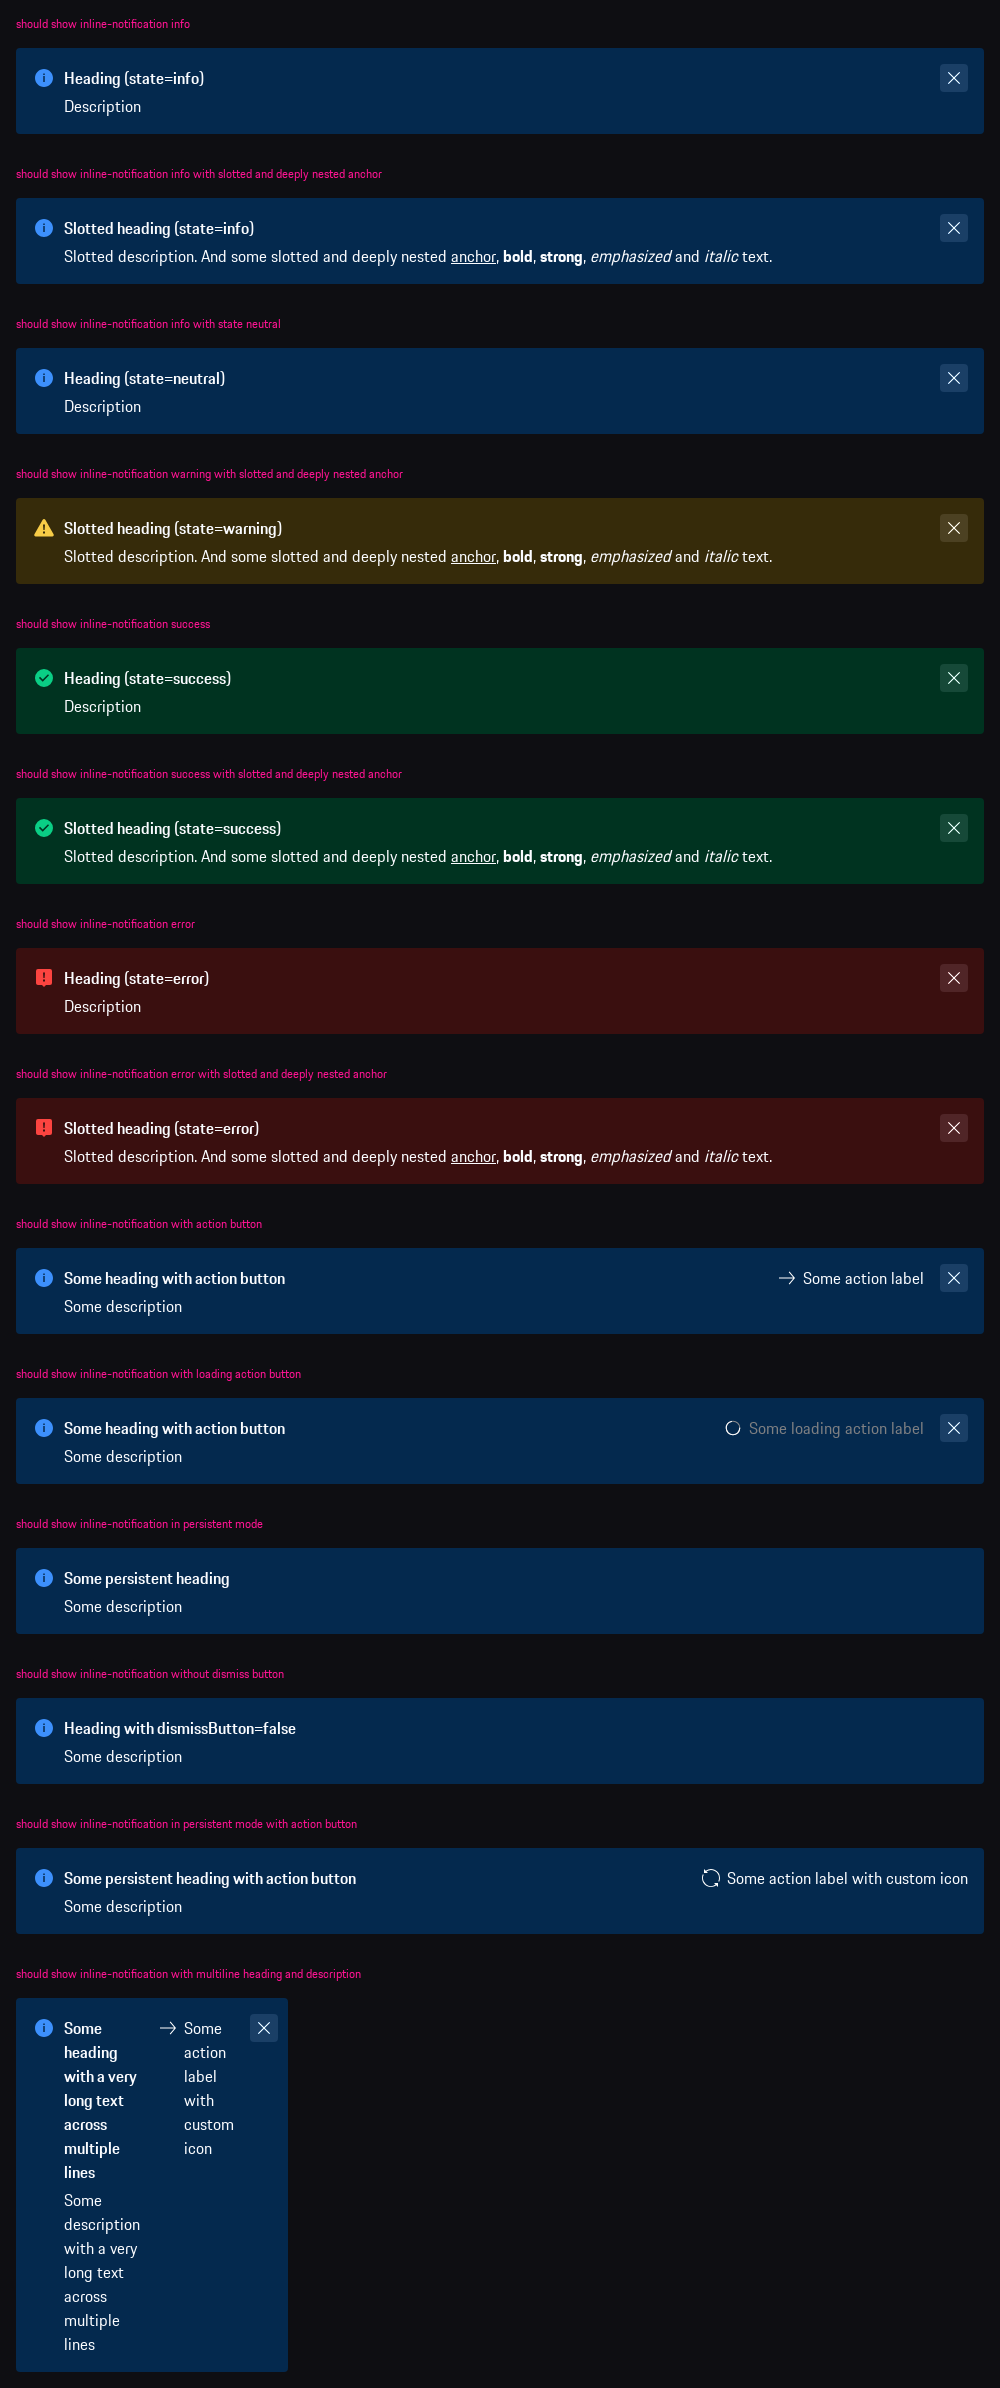 should show inline-notification info
Heading (state=info)
Description
should show inline-notification info with slotted and deeply nested anchor
Slotted heading (state=info)
Slotted description. And some slotted and deeply nested anchor, bold, strong, emphasized and italic text.
should show inline-notification info with state neutral
Heading (state=neutral)
Description
should show inline-notification warning with slotted and deeply nested anchor
Slotted heading (state=warning)
Slotted description. And some slotted and deeply nested anchor, bold, strong, emphasized and italic text.
should show inline-notification success
Heading (state=success)
Description
should show inline-notification success with slotted and deeply nested anchor
Slotted heading (state=success)
Slotted description. And some slotted and deeply nested anchor, bold, strong, emphasized and italic text.
should show inline-notification error
Heading (state=error)
Description
should show inline-notification error with slotted and deeply nested anchor
Slotted heading (state=error)
Slotted description. And some slotted and deeply nested anchor, bold, strong, emphasized and italic text.
should show inline-notification with action button
Some heading with action button
Some action label
Some description
should show inline-notification with loading action button
Some heading with action button
Some loading action label
Some description
should show inline-notification in persistent mode
Some persistent heading
Some description
should show inline-notification without dismiss button
Heading with dismissButton=false
Some description
should show inline-notification in persistent mode with action button
Some persistent heading with action button
Some action label with custom icon
Some description
should show inline-notification with multiline heading and description
Some
heading
with a very
long text
across
multiple
lines
Some
description
with a very
long text
across
multiple
lines
Some
action
label
with
custom
icon